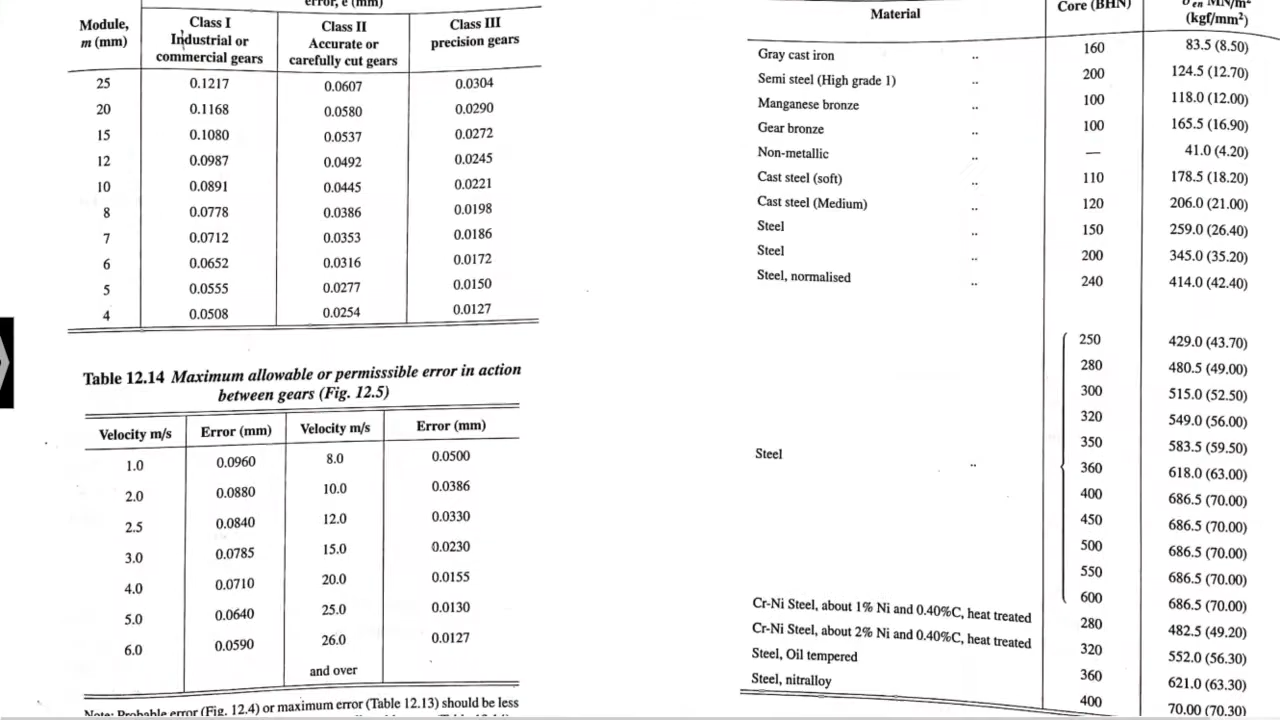 error, e (mm)
Module, m (mm) Class I Industrial or commercial gears Class II Accurate or carefully cut gears Class III precision gears
25 0.1217 0.0607 0.0304
20 0.1168 0.0580 0.0290
15 0.1080 0.0537 0.0272
12 0.0987 0.0492 0.0245
10 0.0891 0.0445 0.0221
8 0.0778 0.0386 0.0198
7 0.0712 0.0353 0.0186
6 0.0652 0.0316 0.0172
5 0.0555 0.0277 0.0150
4 0.0508 0.0254 0.0127
Table 12.14 Maximum allowable or permisssible error in action
between gears (Fig. 12.5)
Velocity m/s Error (mm) Velocity m/s Error (mm)
1.0 0.0960 8.0 0.0500
2.0 0.0880 10.0 0.0386
2.5 0.0840 12.0 0.0330
3.0 0.0785 15.0 0.0230
4.0 0.0710 20.0 0.0155
5.0 0.0640 25.0 0.0130
6.0 0.0590 26.0 0.0127
and over
Note: Probable error (Fig. 12.4) or maximum error (Table 12.13) should be less
Material Core (BHN) σen MN/m² (kgf/mm²)
Gray cast iron .. 160 83.5 (8.50)
Semi steel (High grade 1) .. 200 124.5 (12.70)
Manganese bronze .. 100 118.0 (12.00)
Gear bronze .. 100 165.5 (16.90)
Non-metallic .. — 41.0 (4.20)
Cast steel (soft) .. 110 178.5 (18.20)
Cast steel (Medium) .. 120 206.0 (21.00)
Steel .. 150 259.0 (26.40)
Steel .. 200 345.0 (35.20)
Steel, normalised .. 240 414.0 (42.40)
250 429.0 (43.70)
280 480.5 (49.00)
300 515.0 (52.50)
320 549.0 (56.00)
350 583.5 (59.50)
Steel .. 360 618.0 (63.00)
400 686.5 (70.00)
450 686.5 (70.00)
500 686.5 (70.00)
550 686.5 (70.00)
600 686.5 (70.00)
Cr-Ni Steel, about 1% Ni and 0.40%C, heat treated 280 482.5 (49.20)
Cr-Ni Steel, about 2% Ni and 0.40%C, heat treated 320 552.0 (56.30)
Steel, Oil tempered 360 621.0 (63.30)
Steel, nitralloy 400 70.00 (70.30)